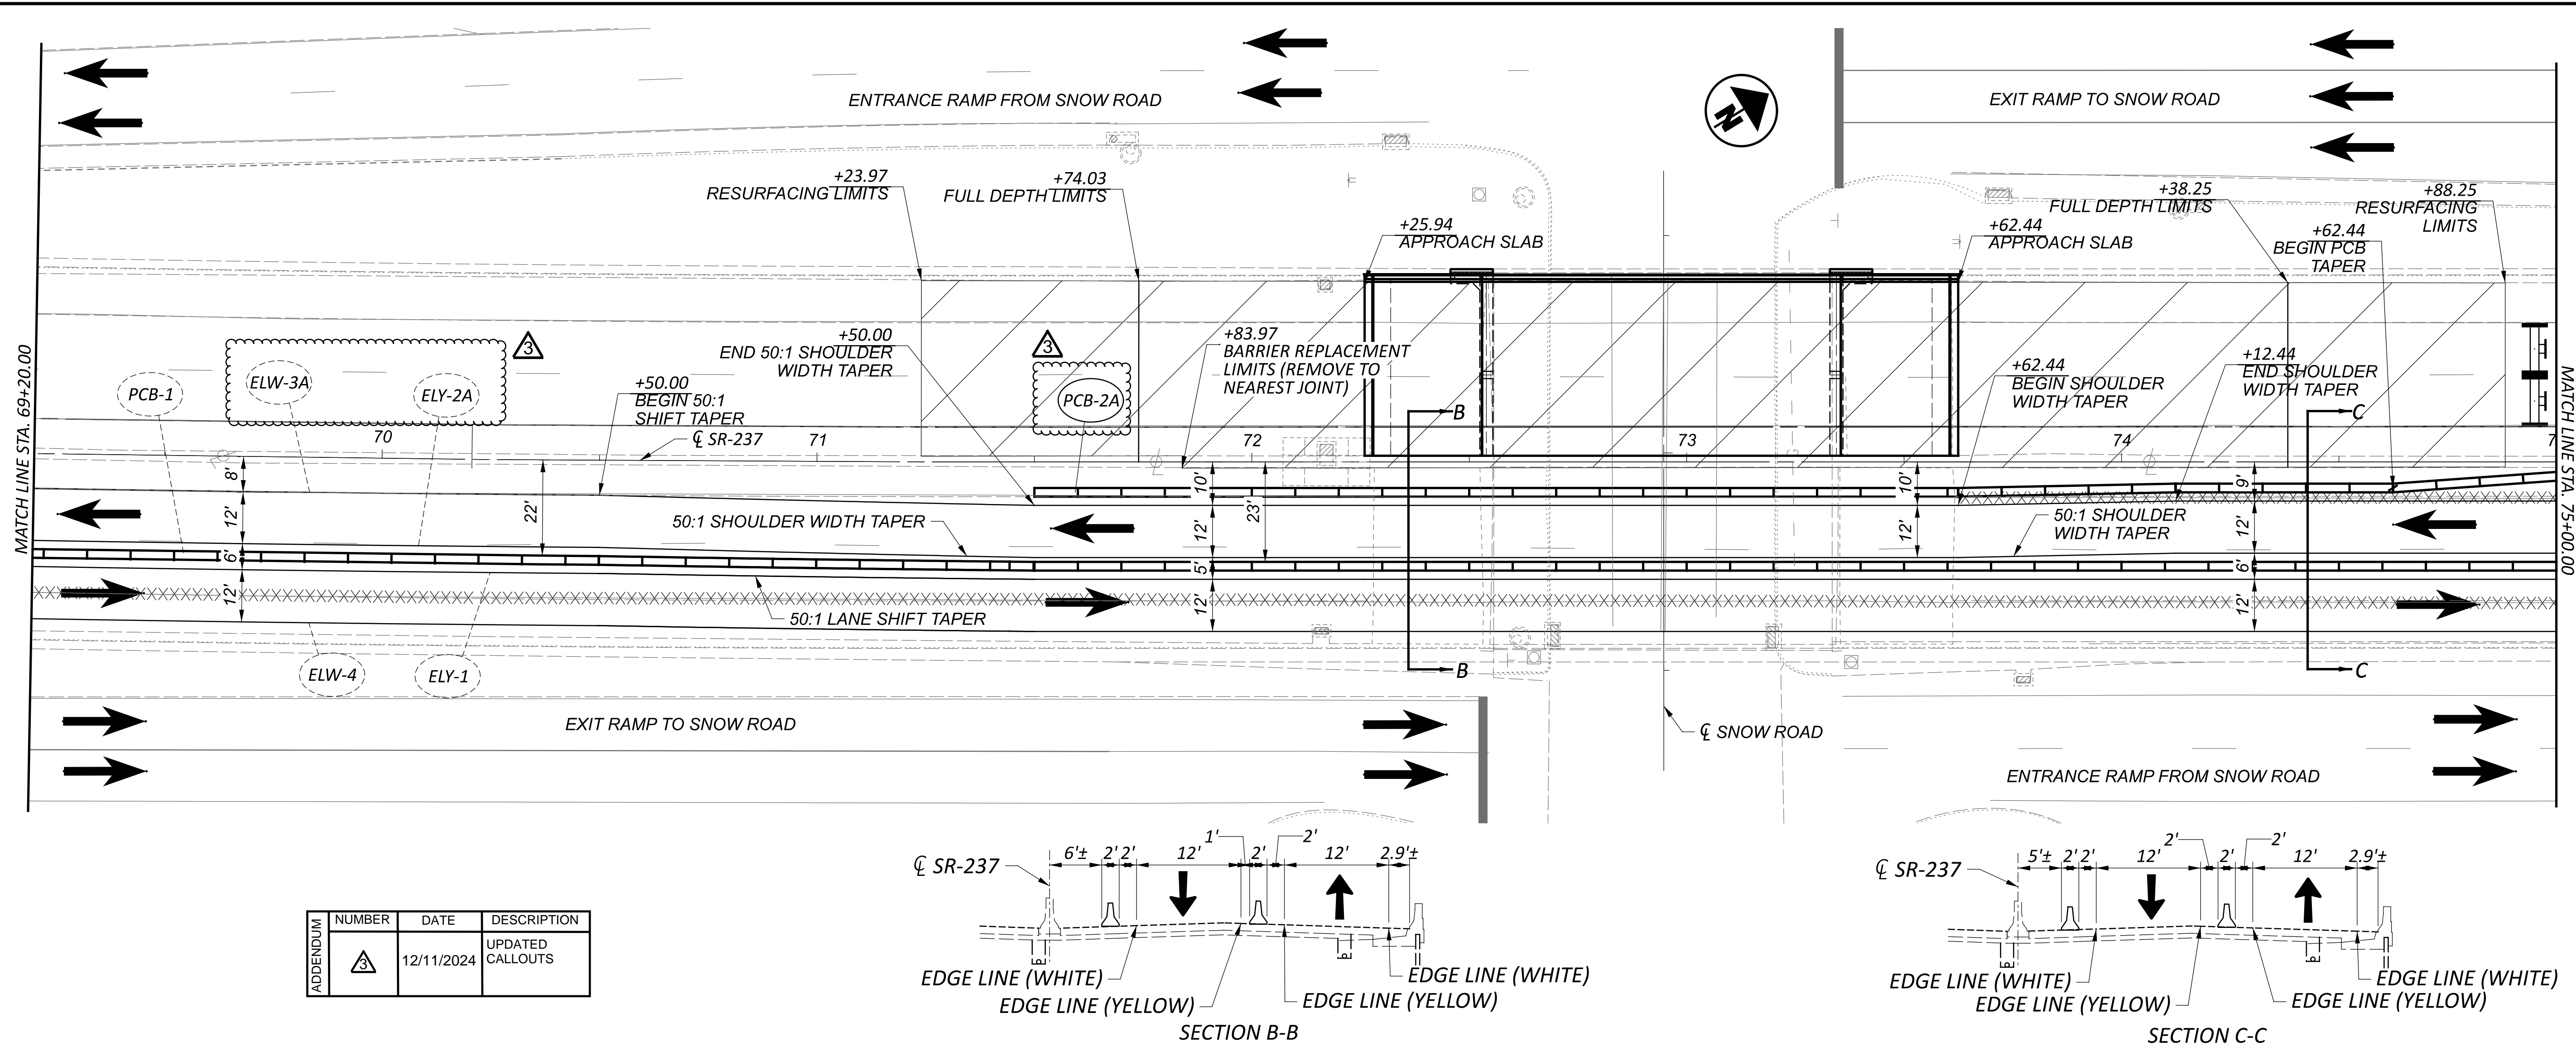 ENTRANCE RAMP FROM SNOW ROAD
EXIT RAMP TO SNOW ROAD
N
+23.97
RESURFACING LIMITS
+74.03
FULL DEPTH LIMITS
+25.94
APPROACH SLAB
+62.44
APPROACH SLAB
+38.25
FULL DEPTH LIMITS
+88.25
RESURFACING
LIMITS
+62.44
BEGIN PCB
TAPER
MATCH LINE STA. 69+20.00
PCB-1
ELW-3A
ELY-2A
3
+50.00
END 50:1 SHOULDER
WIDTH TAPER
+50.00
BEGIN 50:1
SHIFT TAPER
3
PCB-2A
+83.97
BARRIER REPLACEMENT
LIMITS (REMOVE TO
NEAREST JOINT)
+62.44
BEGIN SHOULDER
WIDTH TAPER
+12.44
END SHOULDER
WIDTH TAPER
MATCH LINE STA. 75+00.00
B
C
70
℄ SR-237
71
72
73
74
7
8'
12'
6'
12'
22'
10'
12'
5'
12'
23'
10'
12'
9'
12'
6'
12'
50:1 SHOULDER WIDTH TAPER
50:1 SHOULDER
WIDTH TAPER
50:1 LANE SHIFT TAPER
ELW-4
ELY-1
B
C
EXIT RAMP TO SNOW ROAD
℄ SNOW ROAD
ENTRANCE RAMP FROM SNOW ROAD
ADDENDUM
NUMBER DATE DESCRIPTION
3 12/11/2024 UPDATED
CALLOUTS
℄ SR-237
6'± 2' 2' 12' 1' 2' 2' 12' 2.9'±
EDGE LINE (WHITE)
EDGE LINE (YELLOW)
EDGE LINE (WHITE)
EDGE LINE (YELLOW)
SECTION B-B
℄ SR-237
5'± 2' 2' 12' 2' 2' 2' 12' 2.9'±
EDGE LINE (WHITE)
EDGE LINE (YELLOW)
EDGE LINE (WHITE)
EDGE LINE (YELLOW)
SECTION C-C